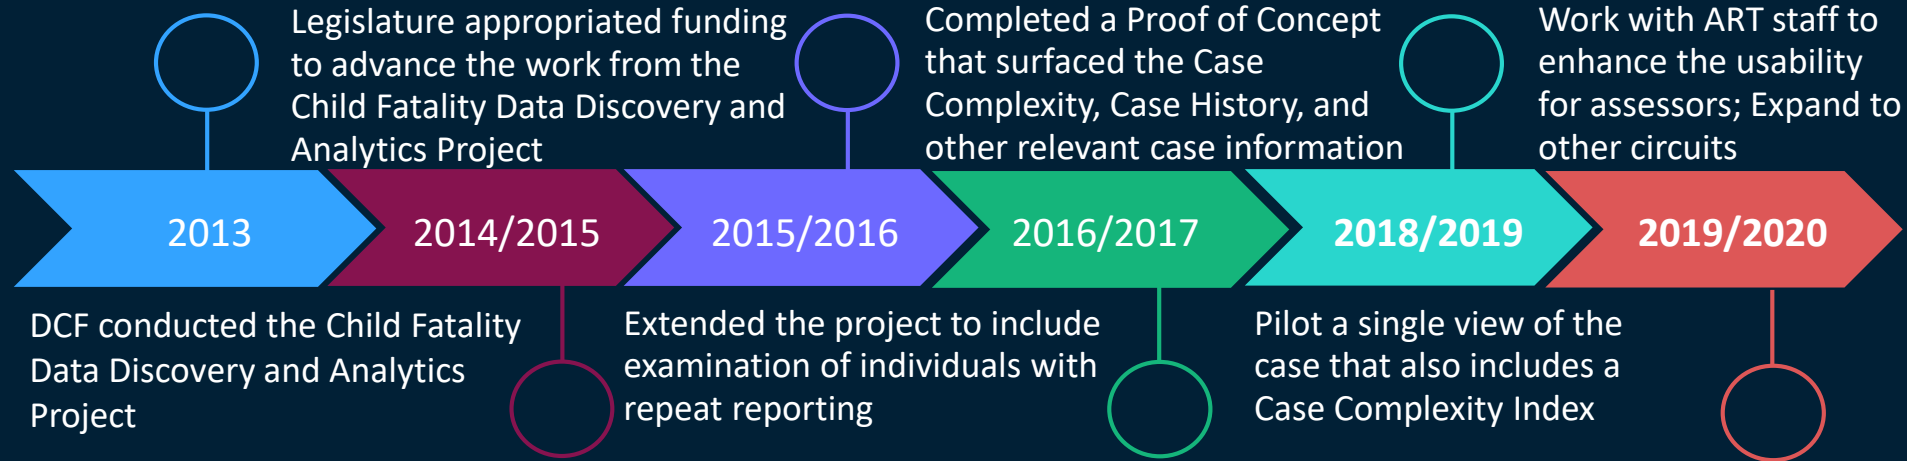 Legislature appropriated funding
to advance the work from the
Child Fatality Data Discovery and
Analytics Project
Completed a Proof of Concept
that surfaced the Case
Complexity, Case History, and
other relevant case information
Work with ART staff to
enhance the usability
for assessors; Expand to
other circuits
2013
2014/2015
2015/2016
2016/2017
2018/2019
2019/2020
DCF conducted the Child Fatality
Data Discovery and Analytics
Project
Extended the project to include
examination of individuals with
repeat reporting
Pilot a single view of the
case that also includes a
Case Complexity Index